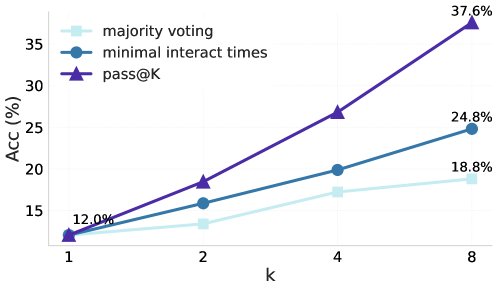 37.6%
majority voting
minimal interact times
pass@K
35
30
25
20
15
Acc (%)
24.8%
18.8%
12.0%
1 2 4 8
k